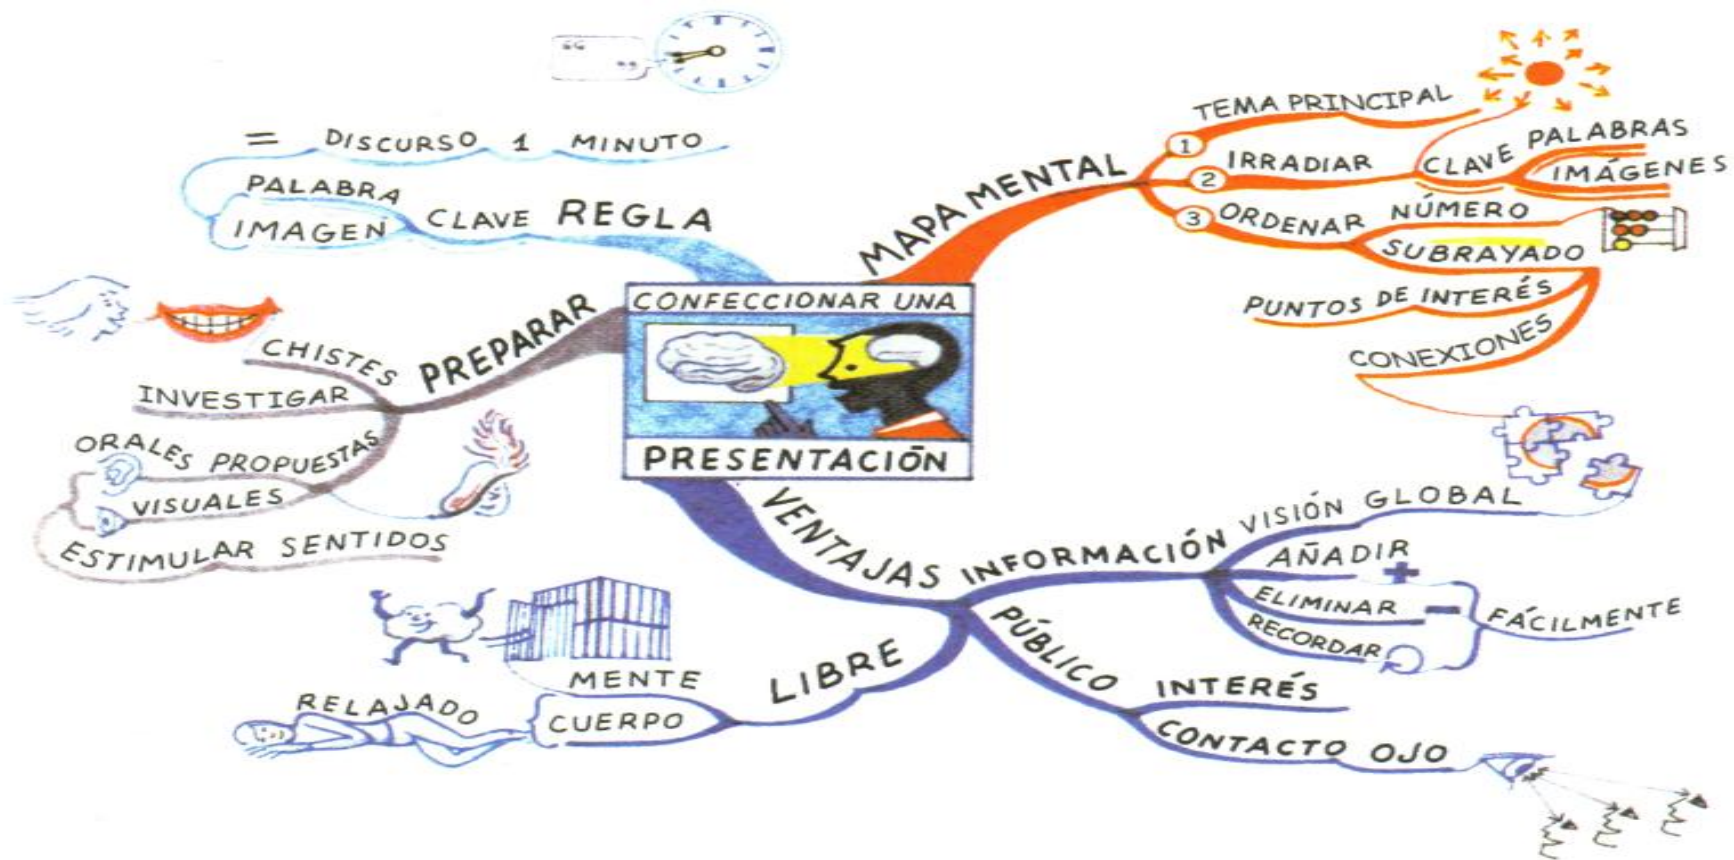 CONFECCIONAR UNA
PRESENTACIÓN
MAPA MENTAL
1 TEMA PRINCIPAL
2 IRRADIAR
CLAVE
PALABRAS
IMÁGENES
3 ORDENAR
NÚMERO
SUBRAYADO
PUNTOS DE INTERÉS
CONEXIONES
VENTAJAS
INFORMACIÓN
VISIÓN GLOBAL
AÑADIR +
ELIMINAR -
RECORDAR
FÁCILMENTE
PÚBLICO
INTERÉS
CONTACTO OJO
LIBRE
MENTE
CUERPO
RELAJADO
PREPARAR
CHISTES
INVESTIGAR
PROPUESTAS
ORALES
VISUALES
ESTIMULAR SENTIDOS
REGLA
CLAVE
PALABRA
IMAGEN
= DISCURSO 1 MINUTO
“ ”